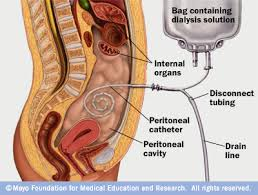 Bag containing
dialysis solution
Internal
organs
Disconnect
tubing
Peritoneal
catheter
Peritoneal
cavity
Drain
line
© Mayo Foundation for Medical Education and Research. All rights reserved.